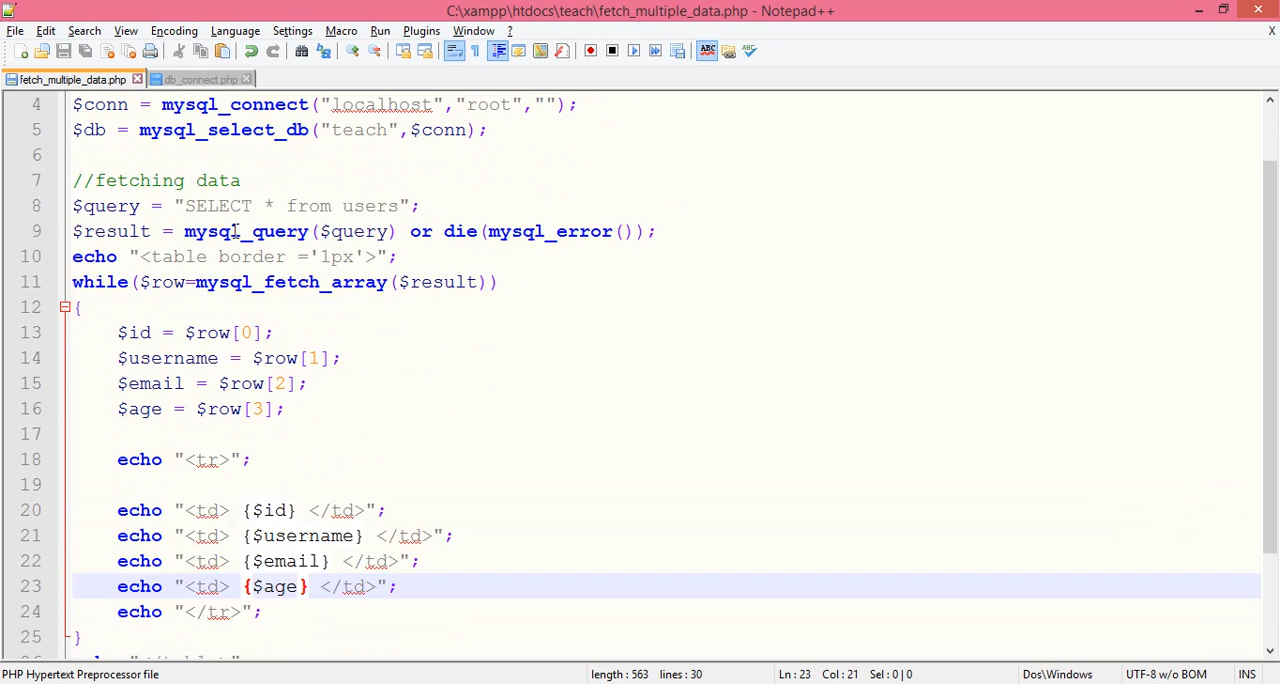 C:\xampp\htdocs\teach\fetch_multiple_data.php - Notepad++
File Edit Search View Encoding Language Settings Macro Run Plugins Window ? X
fetch_multiple_data.php db_connect.php
4 $conn = mysql_connect("localhost","root","");
5 $db = mysql_select_db("teach",$conn);
6
7 //fetching data
8 $query = "SELECT * from users";
9 $result = mysql_query($query) or die(mysql_error());
10 echo "<table border ='1px'>";
11 while($row=mysql_fetch_array($result))
12 {
13 $id = $row[0];
14 $username = $row[1];
15 $email = $row[2];
16 $age = $row[3];
17
18 echo "<tr>";
19
20 echo "<td> {$id} </td>";
21 echo "<td> {$username} </td>";
22 echo "<td> {$email} </td>";
23 echo "<td> {$age} </td>";
24 echo "</tr>";
25 }
PHP Hypertext Preprocessor file length : 563 lines : 30 Ln : 23 Col : 21 Sel : 0 | 0 Dos\Windows UTF-8 w/o BOM INS